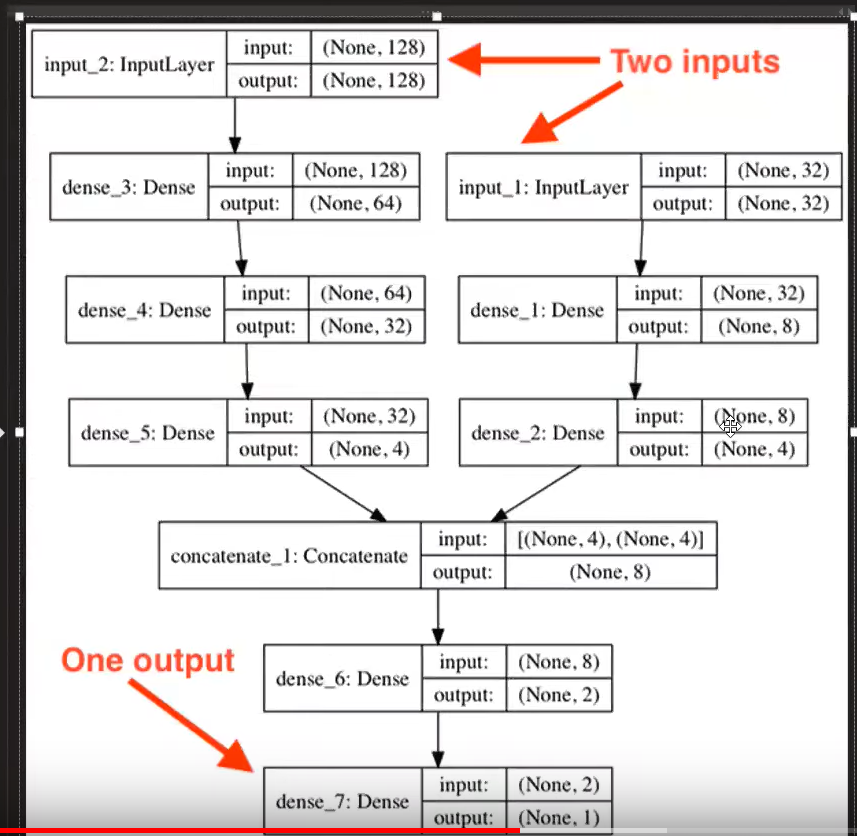 input_2: InputLayer
input: (None, 128)
output: (None, 128)
Two inputs
dense_3: Dense
input: (None, 128)
output: (None, 64)
input_1: InputLayer
input: (None, 32)
output: (None, 32)
dense_4: Dense
input: (None, 64)
output: (None, 32)
dense_1: Dense
input: (None, 32)
output: (None, 8)
dense_5: Dense
input: (None, 32)
output: (None, 4)
dense_2: Dense
input: (None, 8)
output: (None, 4)
concatenate_1: Concatenate
input: [(None, 4), (None, 4)]
output: (None, 8)
One output
dense_6: Dense
input: (None, 8)
output: (None, 2)
dense_7: Dense
input: (None, 2)
output: (None, 1)